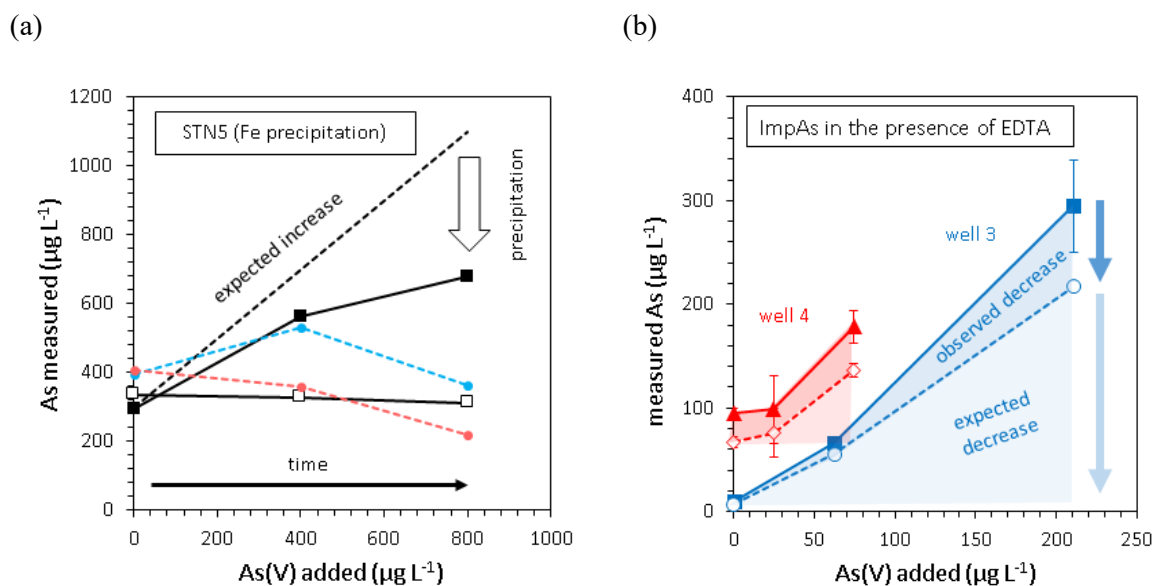 (a)
STN5 (Fe precipitation)
expected increase
precipitation
time
As measured (µg L⁻¹)
1200
1000
800
600
400
200
0
0 200 400 600 800 1000
As(V) added (µg L⁻¹)
(b)
ImpAs in the presence of EDTA
well 3
well 4
observed decrease
expected
decrease
measured As (µg L⁻¹)
400
300
200
100
0
0 50 100 150 200 250
As(V) added (µg L⁻¹)